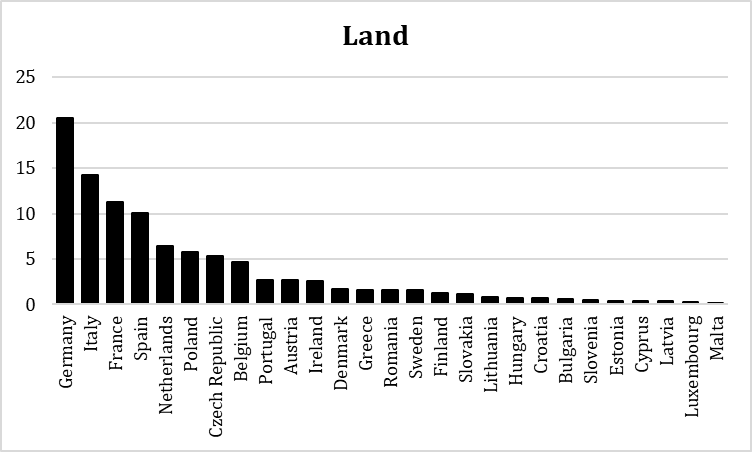 Land
25
20
15
10
5
0
Germany
Italy
France
Spain
Netherlands
Poland
Czech Republic
Belgium
Portugal
Austria
Ireland
Denmark
Greece
Romania
Sweden
Finland
Slovakia
Lithuania
Hungary
Croatia
Bulgaria
Slovenia
Estonia
Cyprus
Latvia
Luxembourg
Malta